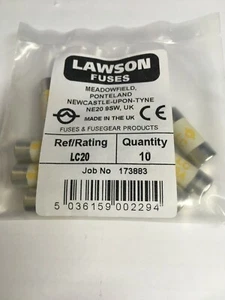 LAWSON
FUSES
MEADOWFIELD,
PONTELAND
NEWCASTLE-UPON-TYNE
NE20 9SW, UK
MADE IN THE UK CE
FUSES & FUSEGEAR PRODUCTS
Ref/Rating Quantity
LC20 10
Job No 173883
5 036159 002294